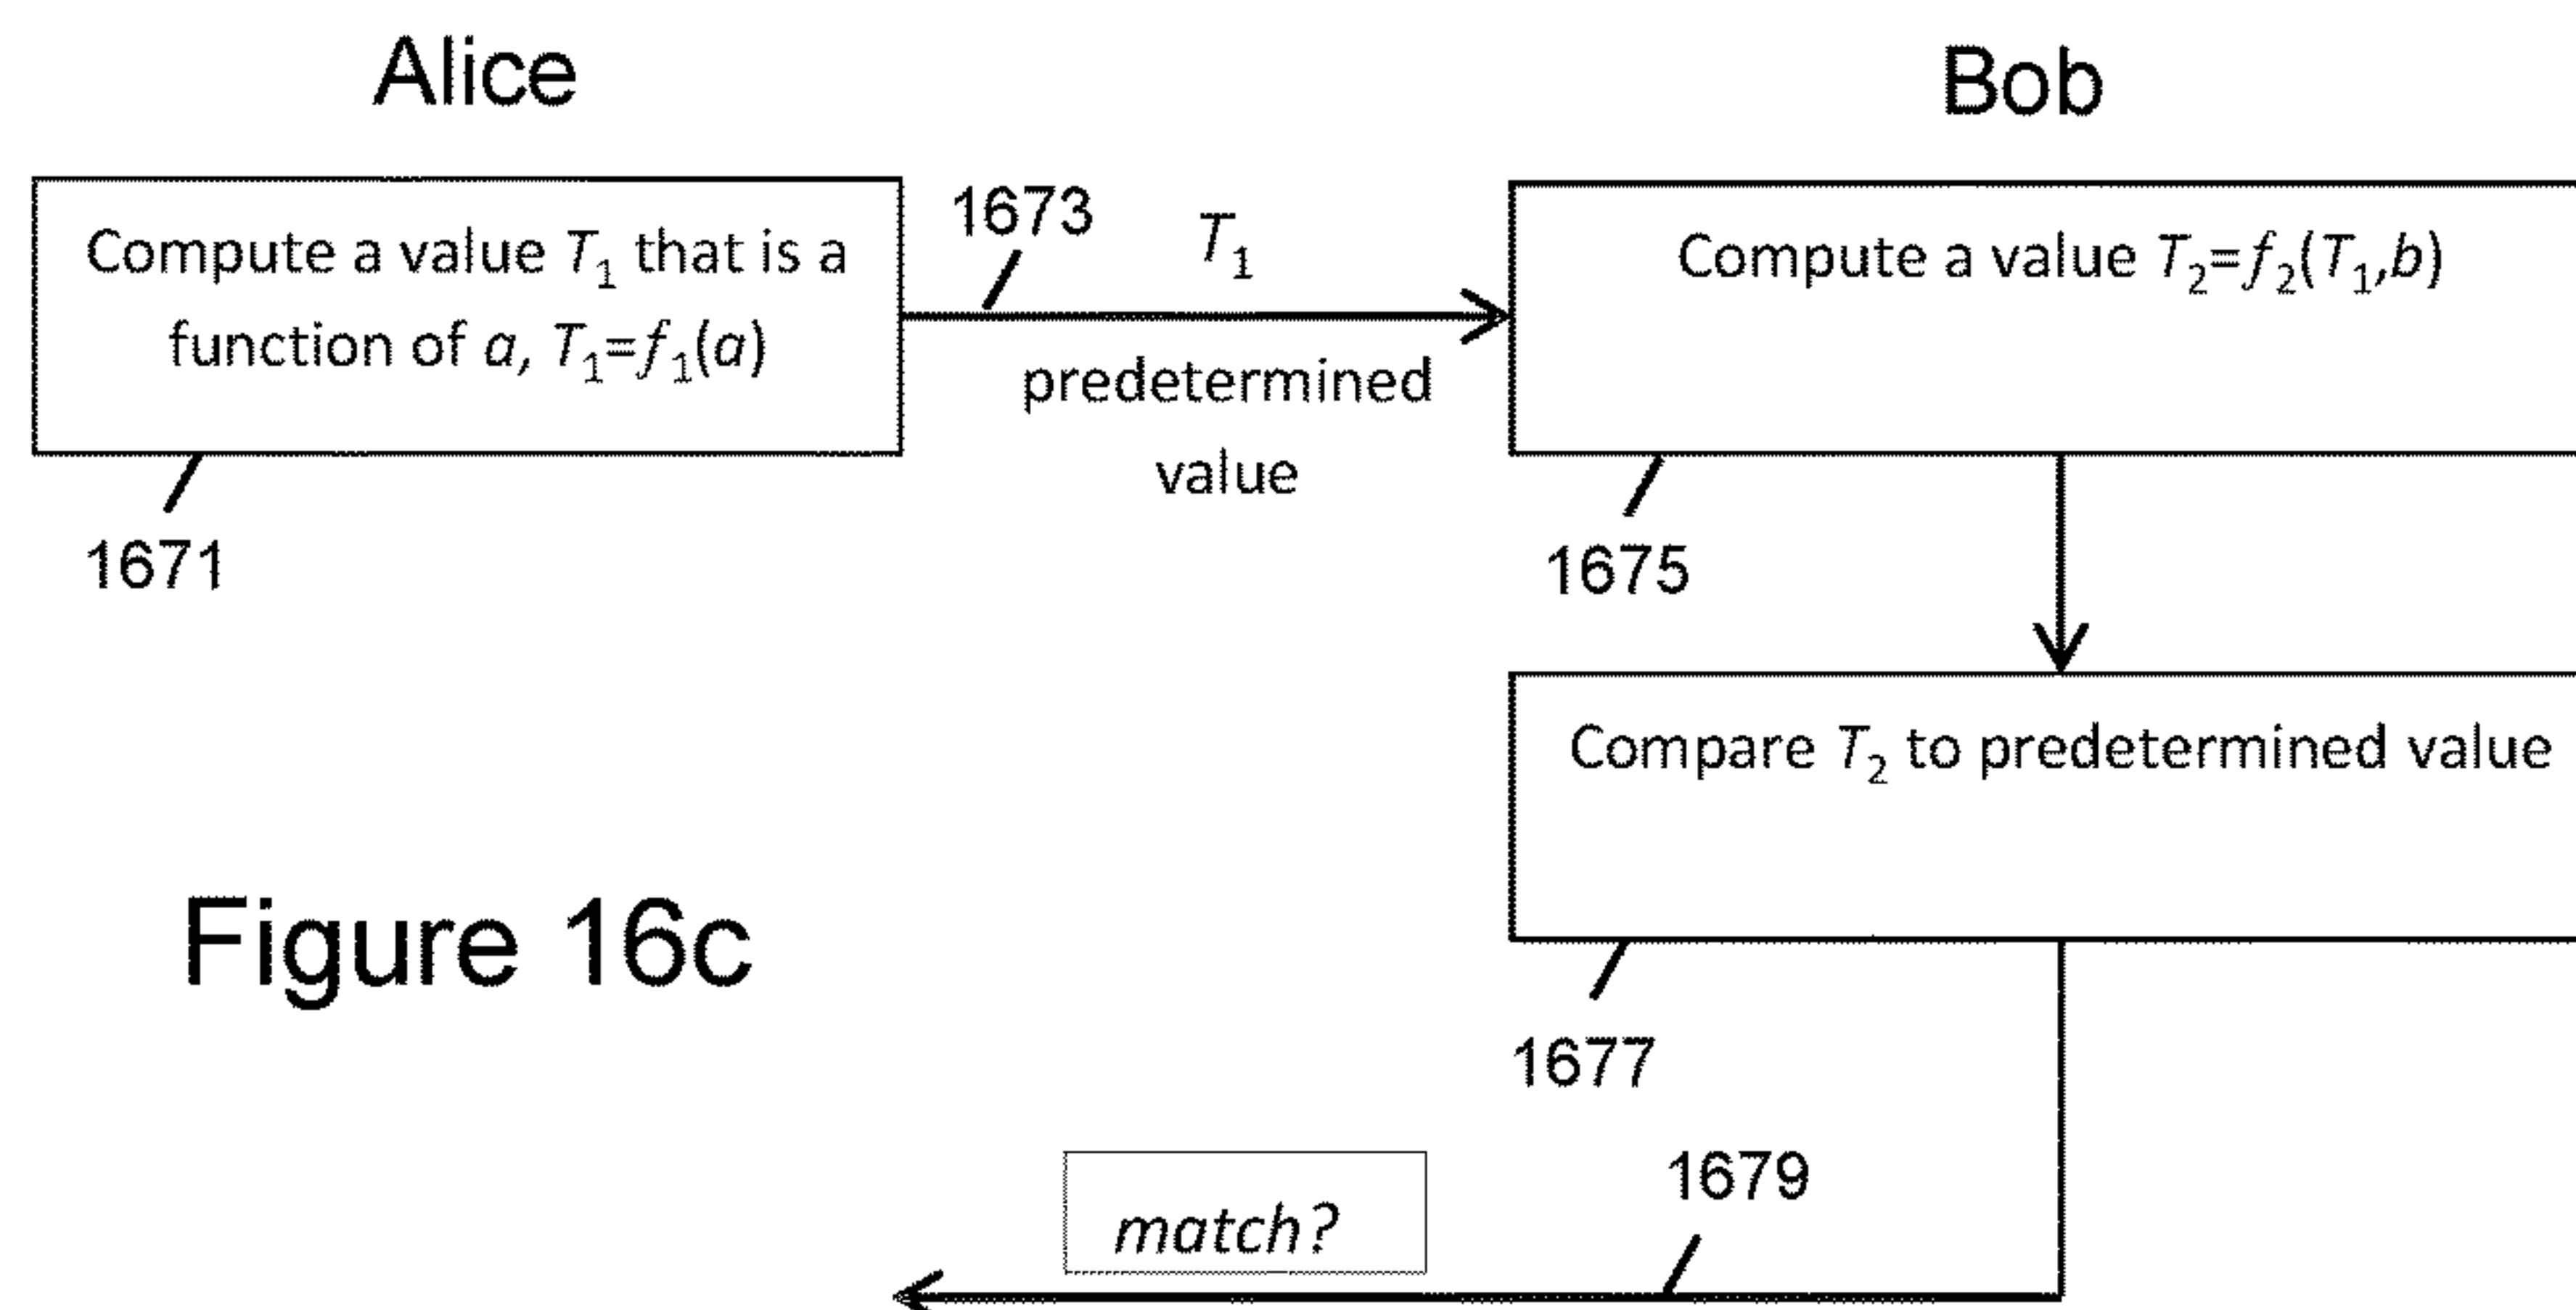 Alice
Bob
Compute a value T₁ that is a
function of a, T₁=f₁(a)
1671
1673
T₁
predetermined
value
Compute a value T₂=f₂(T₁,b)
1675
Compare T₂ to predetermined value
1677
Figure 16c
match?
1679